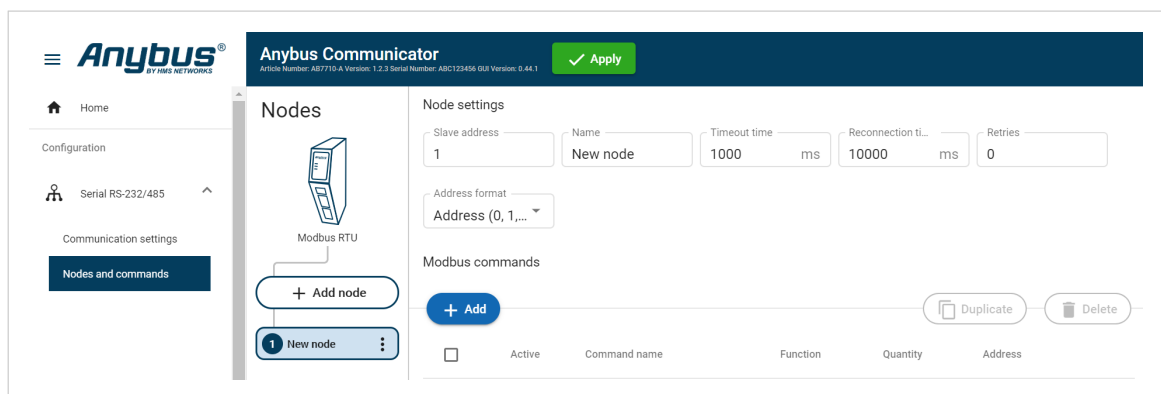 Anybus®
BY HMS NETWORKS
Home
Configuration
Serial RS-232/485
Communication settings
Nodes and commands
Anybus Communicator
Article Number: AB7710-A Version: 1.2.3 Serial Number: ABC123456 GUI Version: 0.44.1
Apply
Nodes
Modbus RTU
+ Add node
1 New node
Node settings
Slave address
1
Name
New node
Timeout time
1000 ms
Reconnection ti...
10000 ms
Retries
0
Address format
Address (0, 1,...
Modbus commands
+ Add
Duplicate
Delete
Active Command name Function Quantity Address